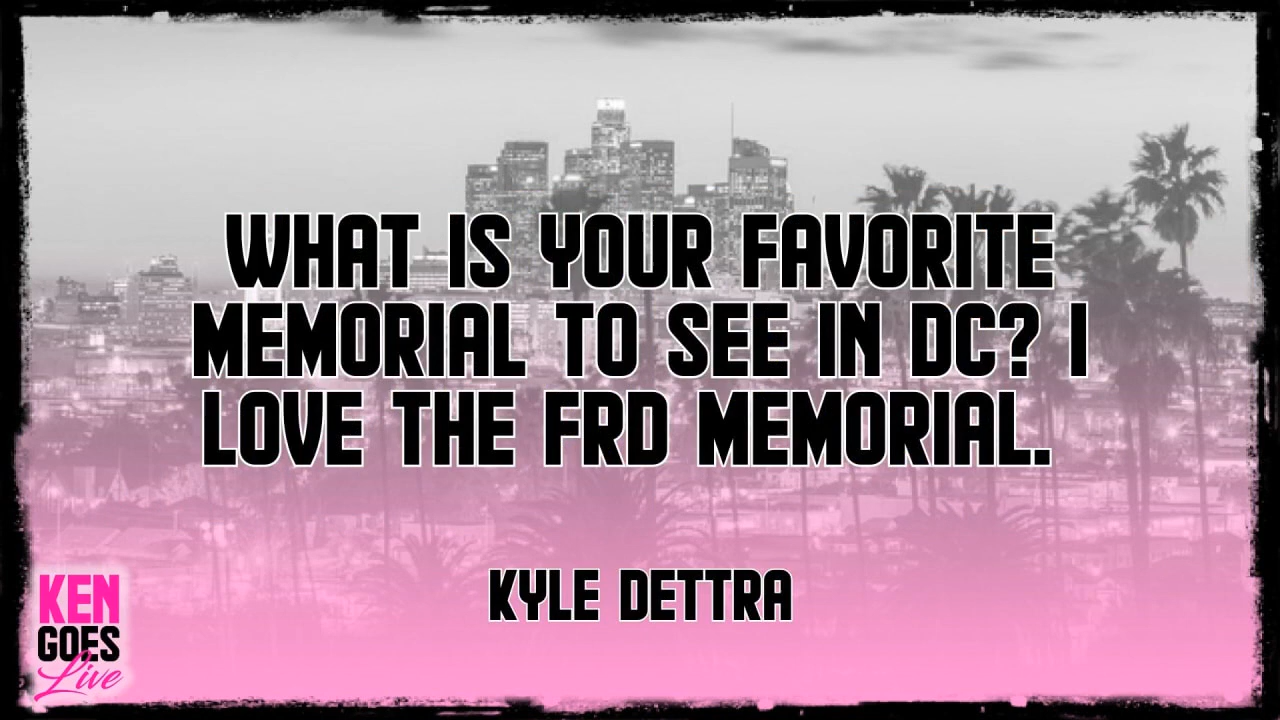 WHAT IS YOUR FAVORITE
MEMORIAL TO SEE IN DC? I
LOVE THE FRD MEMORIAL.
KYLE DETTRA
KEN
GOES
Live